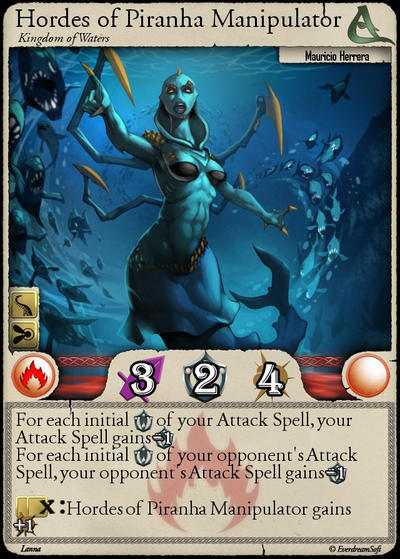 Hordes of Piranha Manipulator
Kingdom of Waters
Mauricio Herrera
3 2 4
For each initial of your Attack Spell, your
Attack Spell gains -1
For each initial of your opponent's Attack
Spell, your opponent's Attack Spell gains -1
x : Hordes of Piranha Manipulator gains
+1
Lanna
© EverdreamSoft